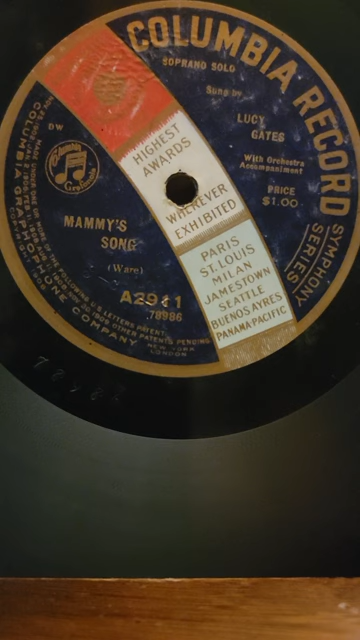 COLUMBIA RECORD
SOPRANO SOLO
Sung by
LUCY
GATES
With Orchestra
Accompaniment
PRICE
$1.00
SYMPHONY
SERIES
DW
HIGHEST
AWARDS
WHEREVER
EXHIBITED
PARIS
ST. LOUIS
MILAN
JAMESTOWN
SEATTLE
BUENOS AYRES
PANAMA-PACIFIC
MAMMY'S
SONG
(Ware)
A2911
78986
COLUMBIA GRAPHOPHONE COMPANY
NEW YORK
LONDON